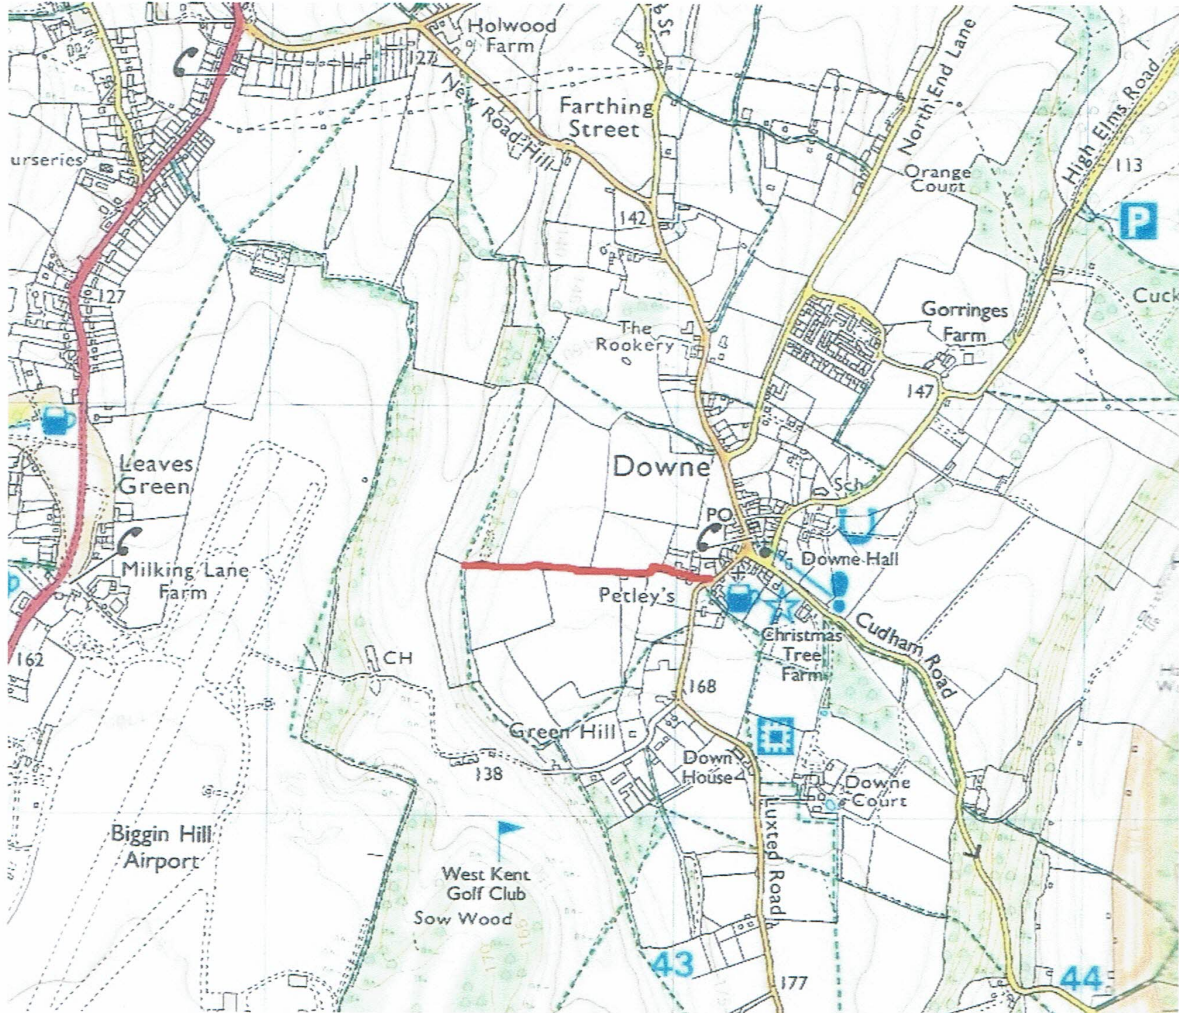 Holwood
Farm
127
New Road Hill
Farthing
Street
North End Lane
High Elms Road
113
urseries
Orange
Court
P
142
127
Cuck
Gorringes
Farm
The
Rookery
147
Leaves
Green
Downe
Sch
PO
Downe Hall
Milking Lane
Farm
Petley's
Christmas
Tree
Farm
Cudham Road
162
CH
168
Green Hill
Down
House
138
Downe
Court
Biggin Hill
Airport
Luxted Road
West Kent
Golf Club
Sow Wood
170
169
43
44
177